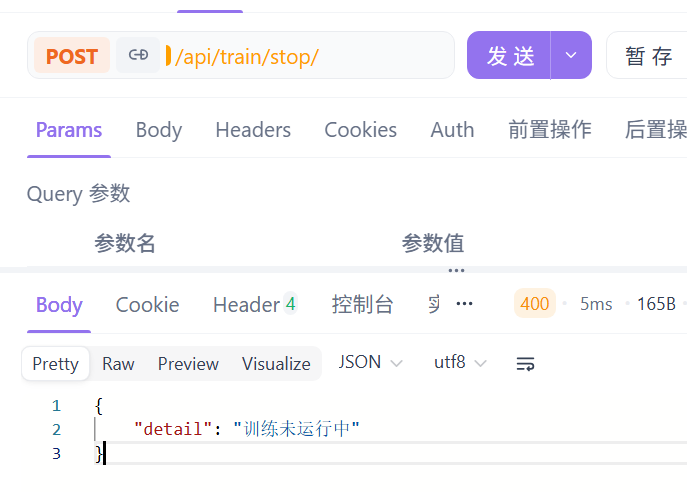 POST /api/train/stop/ 发 送 暂 存
Params Body Headers Cookies Auth 前置操作 后置操
Query 参数
参数名 参数值
Body Cookie Header 4 控制台 ... 400 5ms 165B
Pretty Raw Preview Visualize JSON utf8
1 {
2 "detail": "训练未运行中"
3 }